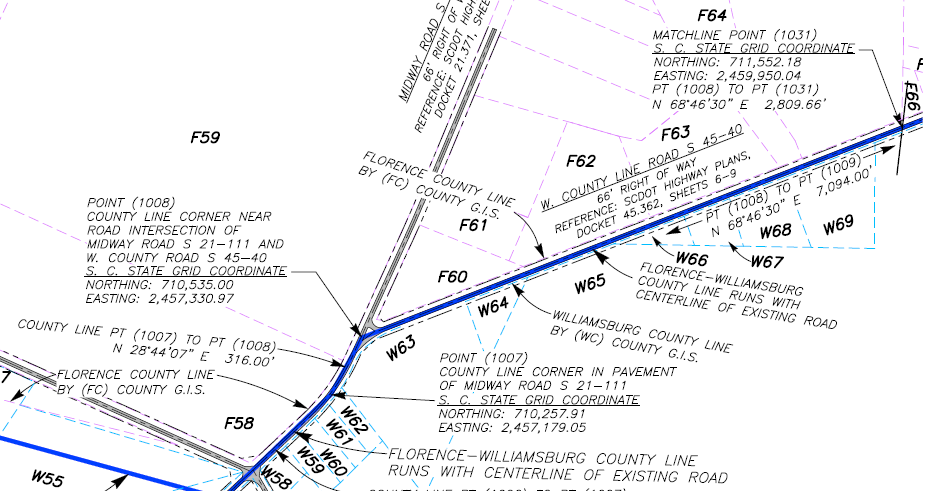 MIDWAY ROAD S
66' RIGHT OF W
REFERENCE: SCDOT HIGHWAY
DOCKET 21.371, SHEE
F64
MATCHLINE POINT (1031)
S. C. STATE GRID COORDINATE
NORTHING: 711,552.18
EASTING: 2,459,950.04
PT (1008) TO PT (1031)
N 68°46'30" E 2,809.66'
F
F66
F59
F63
F62
W. COUNTY LINE ROAD S 45-40
66' RIGHT OF WAY
REFERENCE: SCDOT HIGHWAY PLANS,
DOCKET 45.362, SHEETS 6-9
FLORENCE COUNTY LINE
BY (FC) COUNTY G.I.S.
PT (1008) TO PT (1009)
N 68°46'30" E 7,094.00'
POINT (1008)
COUNTY LINE CORNER NEAR
ROAD INTERSECTION OF
MIDWAY ROAD S 21-111 AND
W. COUNTY ROAD S 45-40
S. C. STATE GRID COORDINATE
NORTHING: 710,535.00
EASTING: 2,457,330.97
F61
F60
W69
W68
W67
W66
W65
W64
W63
FLORENCE-WILLIAMSBURG
COUNTY LINE RUNS WITH
CENTERLINE OF EXISTING ROAD
WILLIAMSBURG COUNTY LINE
BY (WC) COUNTY G.I.S.
COUNTY LINE PT (1007) TO PT (1008)
N 28°44'07" E 316.00'
FLORENCE COUNTY LINE
BY (FC) COUNTY G.I.S.
7
POINT (1007)
COUNTY LINE CORNER IN PAVEMENT
OF MIDWAY ROAD S 21-111
S. C. STATE GRID COORDINATE
NORTHING: 710,257.91
EASTING: 2,457,179.05
F58
W62
W61
W60
W59
W58
W55
FLORENCE-WILLIAMSBURG COUNTY LINE
RUNS WITH CENTERLINE OF EXISTING ROAD